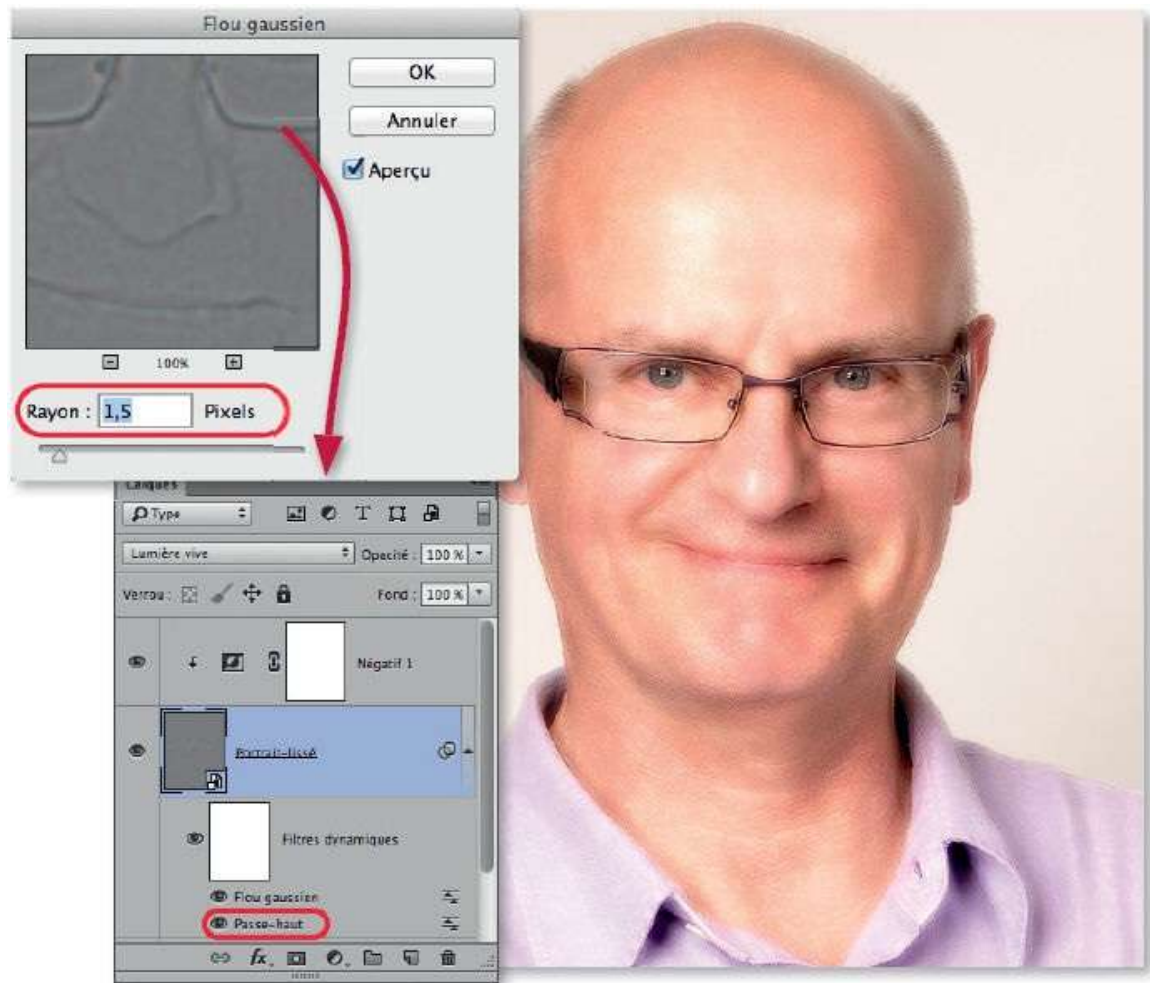 Flou gaussien
OK
Annuler
Aperçu
100%
Rayon : 1,5 Pixels
Calques
Type
Lumière vive Opacité : 100 %
Verrou : Fond : 100 %
Négatif 1
Portrait-lissé
Filtres dynamiques
Flou gaussien
Passe-haut
fx